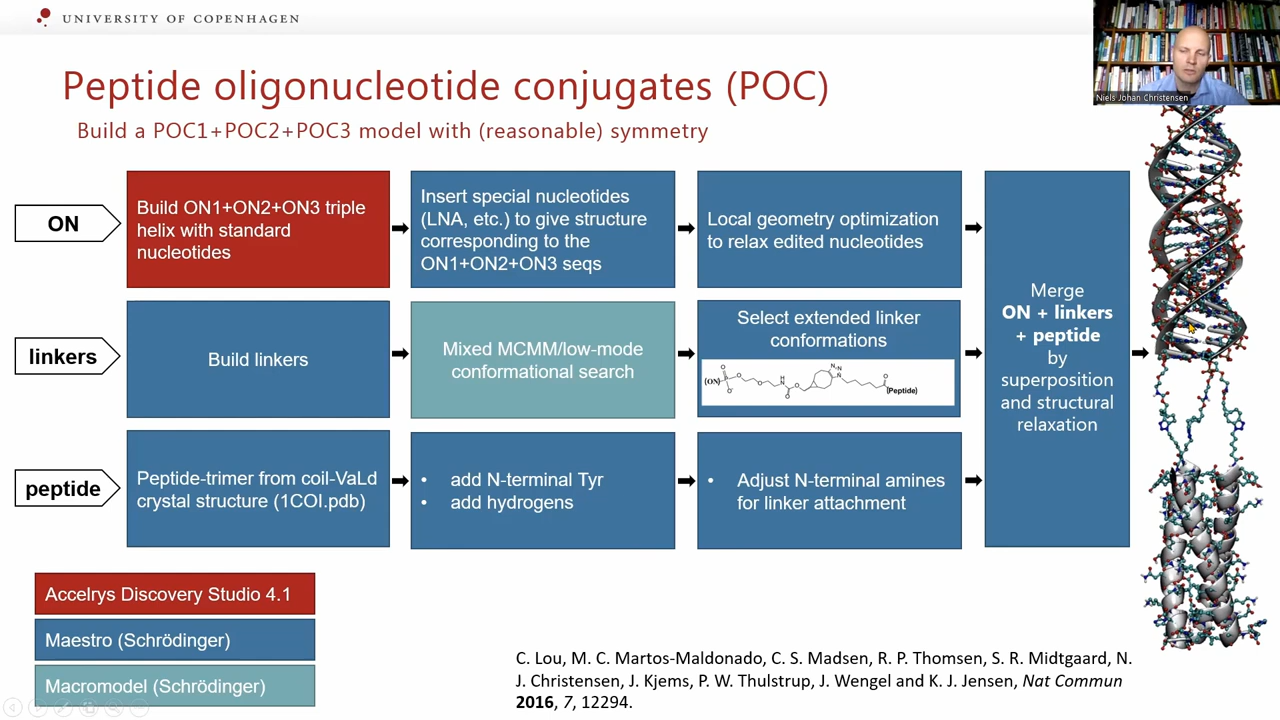 UNIVERSITY OF COPENHAGEN
Niels Johan Christensen
Peptide oligonucleotide conjugates (POC)
Build a POC1+POC2+POC3 model with (reasonable) symmetry
ON
Build ON1+ON2+ON3 triple
helix with standard
nucleotides
Insert special nucleotides
(LNA, etc.) to give structure
corresponding to the
ON1+ON2+ON3 seqs
Local geometry optimization
to relax edited nucleotides
linkers
Build linkers
Mixed MCMM/low-mode
conformational search
Select extended linker
conformations
(ON)
(Peptide)
peptide
Peptide-trimer from coil-VaLd
crystal structure (1COI.pdb)
• add N-terminal Tyr
• add hydrogens
• Adjust N-terminal amines
for linker attachment
Merge
ON + linkers
+ peptide
by
superposition
and structural
relaxation
Accelrys Discovery Studio 4.1
Maestro (Schrödinger)
Macromodel (Schrödinger)
C. Lou, M. C. Martos-Maldonado, C. S. Madsen, R. P. Thomsen, S. R. Midtgaard, N.
J. Christensen, J. Kjems, P. W. Thulstrup, J. Wengel and K. J. Jensen, Nat Commun
2016, 7, 12294.